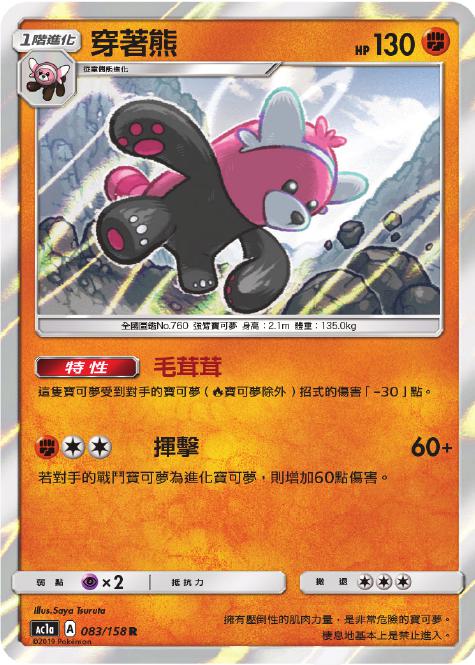 1階進化 穿著熊 HP 130
從童偶熊進化
全國圖鑑No.760 強臂寶可夢 身高：2.1m 體重：135.0kg
特性 毛茸茸
這隻寶可夢受到對手的寶可夢（除外）招式的傷害「-30」點。
揮擊 60+
若對手的戰鬥寶可夢為進化寶可夢，則增加60點傷害。
弱點 ×2 抵抗力 撤退
illus.Saya Tsuruta
AC1a A 083/158 R
©2019 Pokémon
擁有壓倒性的肌肉力量，是非常危險的寶可夢。
棲息地基本上是禁止進入。